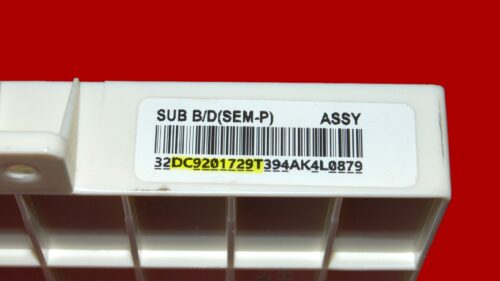 SUB B/D(SEM-P) ASSY
32DC9201729T394AK4L0879